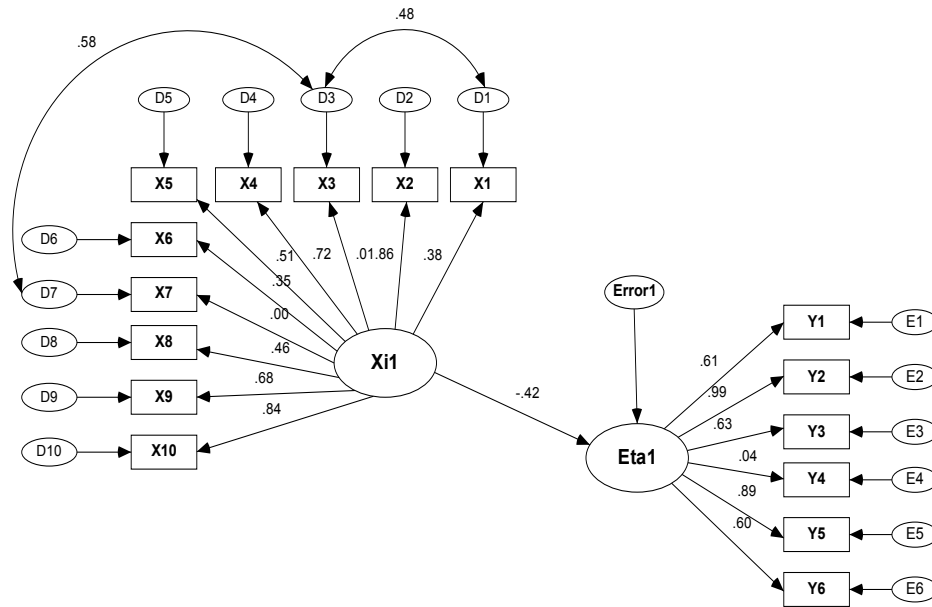 .48
.58
D5
D4
D3
D2
D1
X5
X4
X3
X2
X1
D6
X6
.51
.72
.01
.86
.38
.35
D7
X7
.00
Error1
D8
X8
.46
Xi1
Y1
E1
.61
D9
X9
.68
-.42
.99
Y2
E2
.84
D10
X10
Eta1
.63
Y3
E3
.04
Y4
E4
.89
Y5
E5
.60
Y6
E6